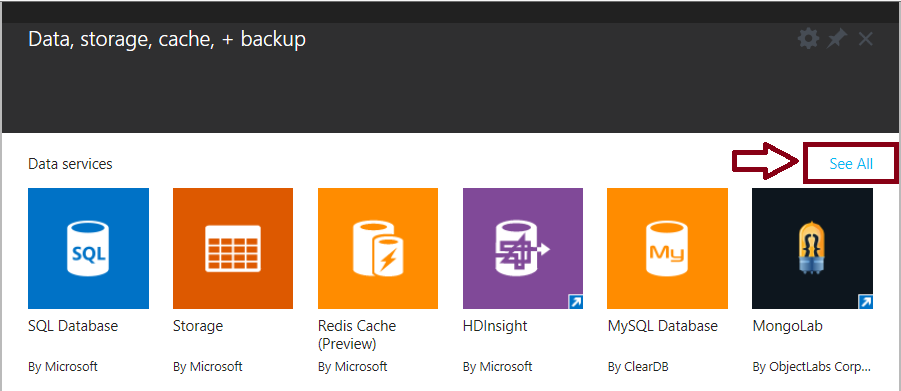 Data, storage, cache, + backup
Data services
See All
SQL
My
SQL Database
Storage
Redis Cache
(Preview)
HDInsight
MySQL Database
MongoLab
By Microsoft
By Microsoft
By Microsoft
By Microsoft
By ClearDB
By ObjectLabs Corp...